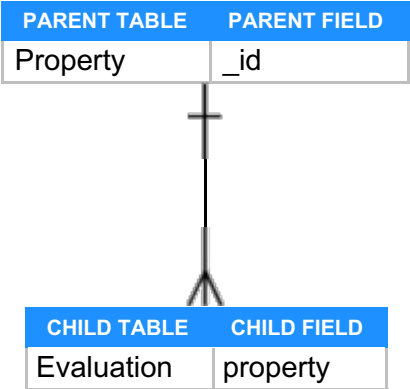 PARENT TABLE PARENT FIELD
Property _id
CHILD TABLE CHILD FIELD
Evaluation property